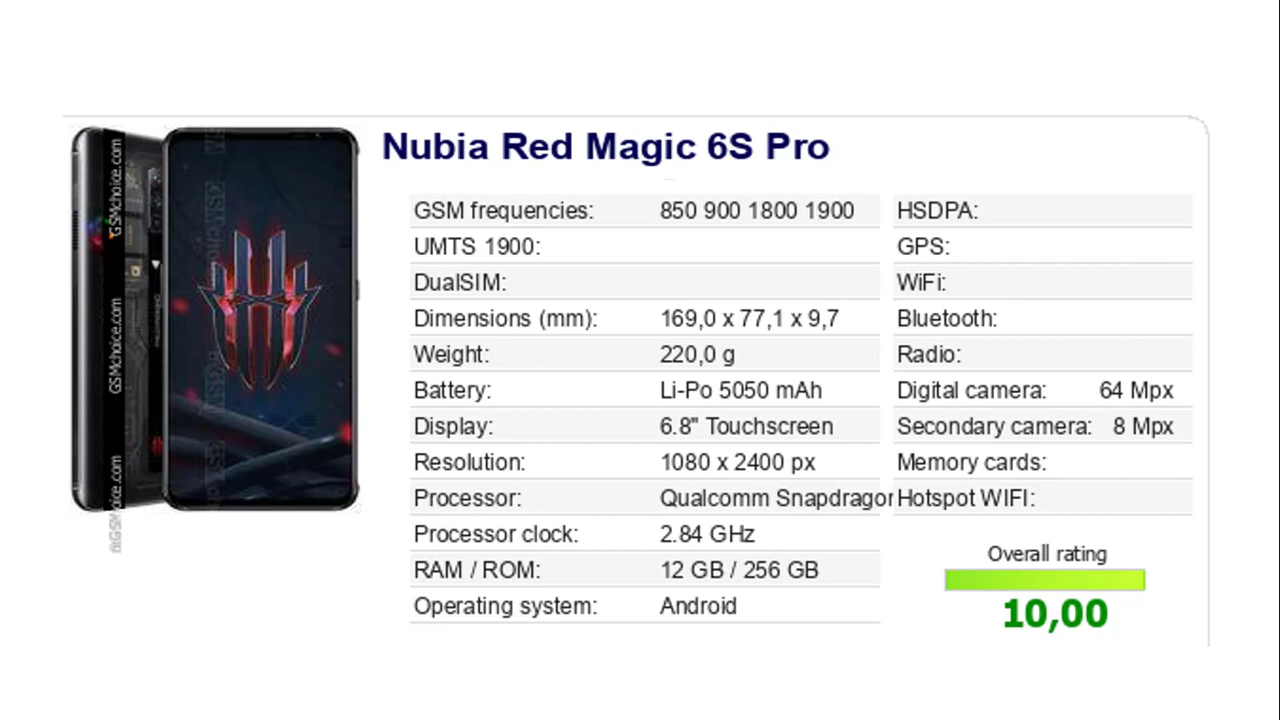 Nubia Red Magic 6S Pro
GSM frequencies: 850 900 1800 1900
UMTS 1900:
DualSIM:
Dimensions (mm): 169,0 x 77,1 x 9,7
Weight: 220,0 g
Battery: Li-Po 5050 mAh
Display: 6.8" Touchscreen
Resolution: 1080 x 2400 px
Processor: Qualcomm Snapdragon
Processor clock: 2.84 GHz
RAM / ROM: 12 GB / 256 GB
Operating system: Android
HSDPA:
GPS:
WiFi:
Bluetooth:
Radio:
Digital camera: 64 Mpx
Secondary camera: 8 Mpx
Memory cards:
Hotspot WIFI:
Overall rating
10,00
GSMchoice.com
GSMchoice.com